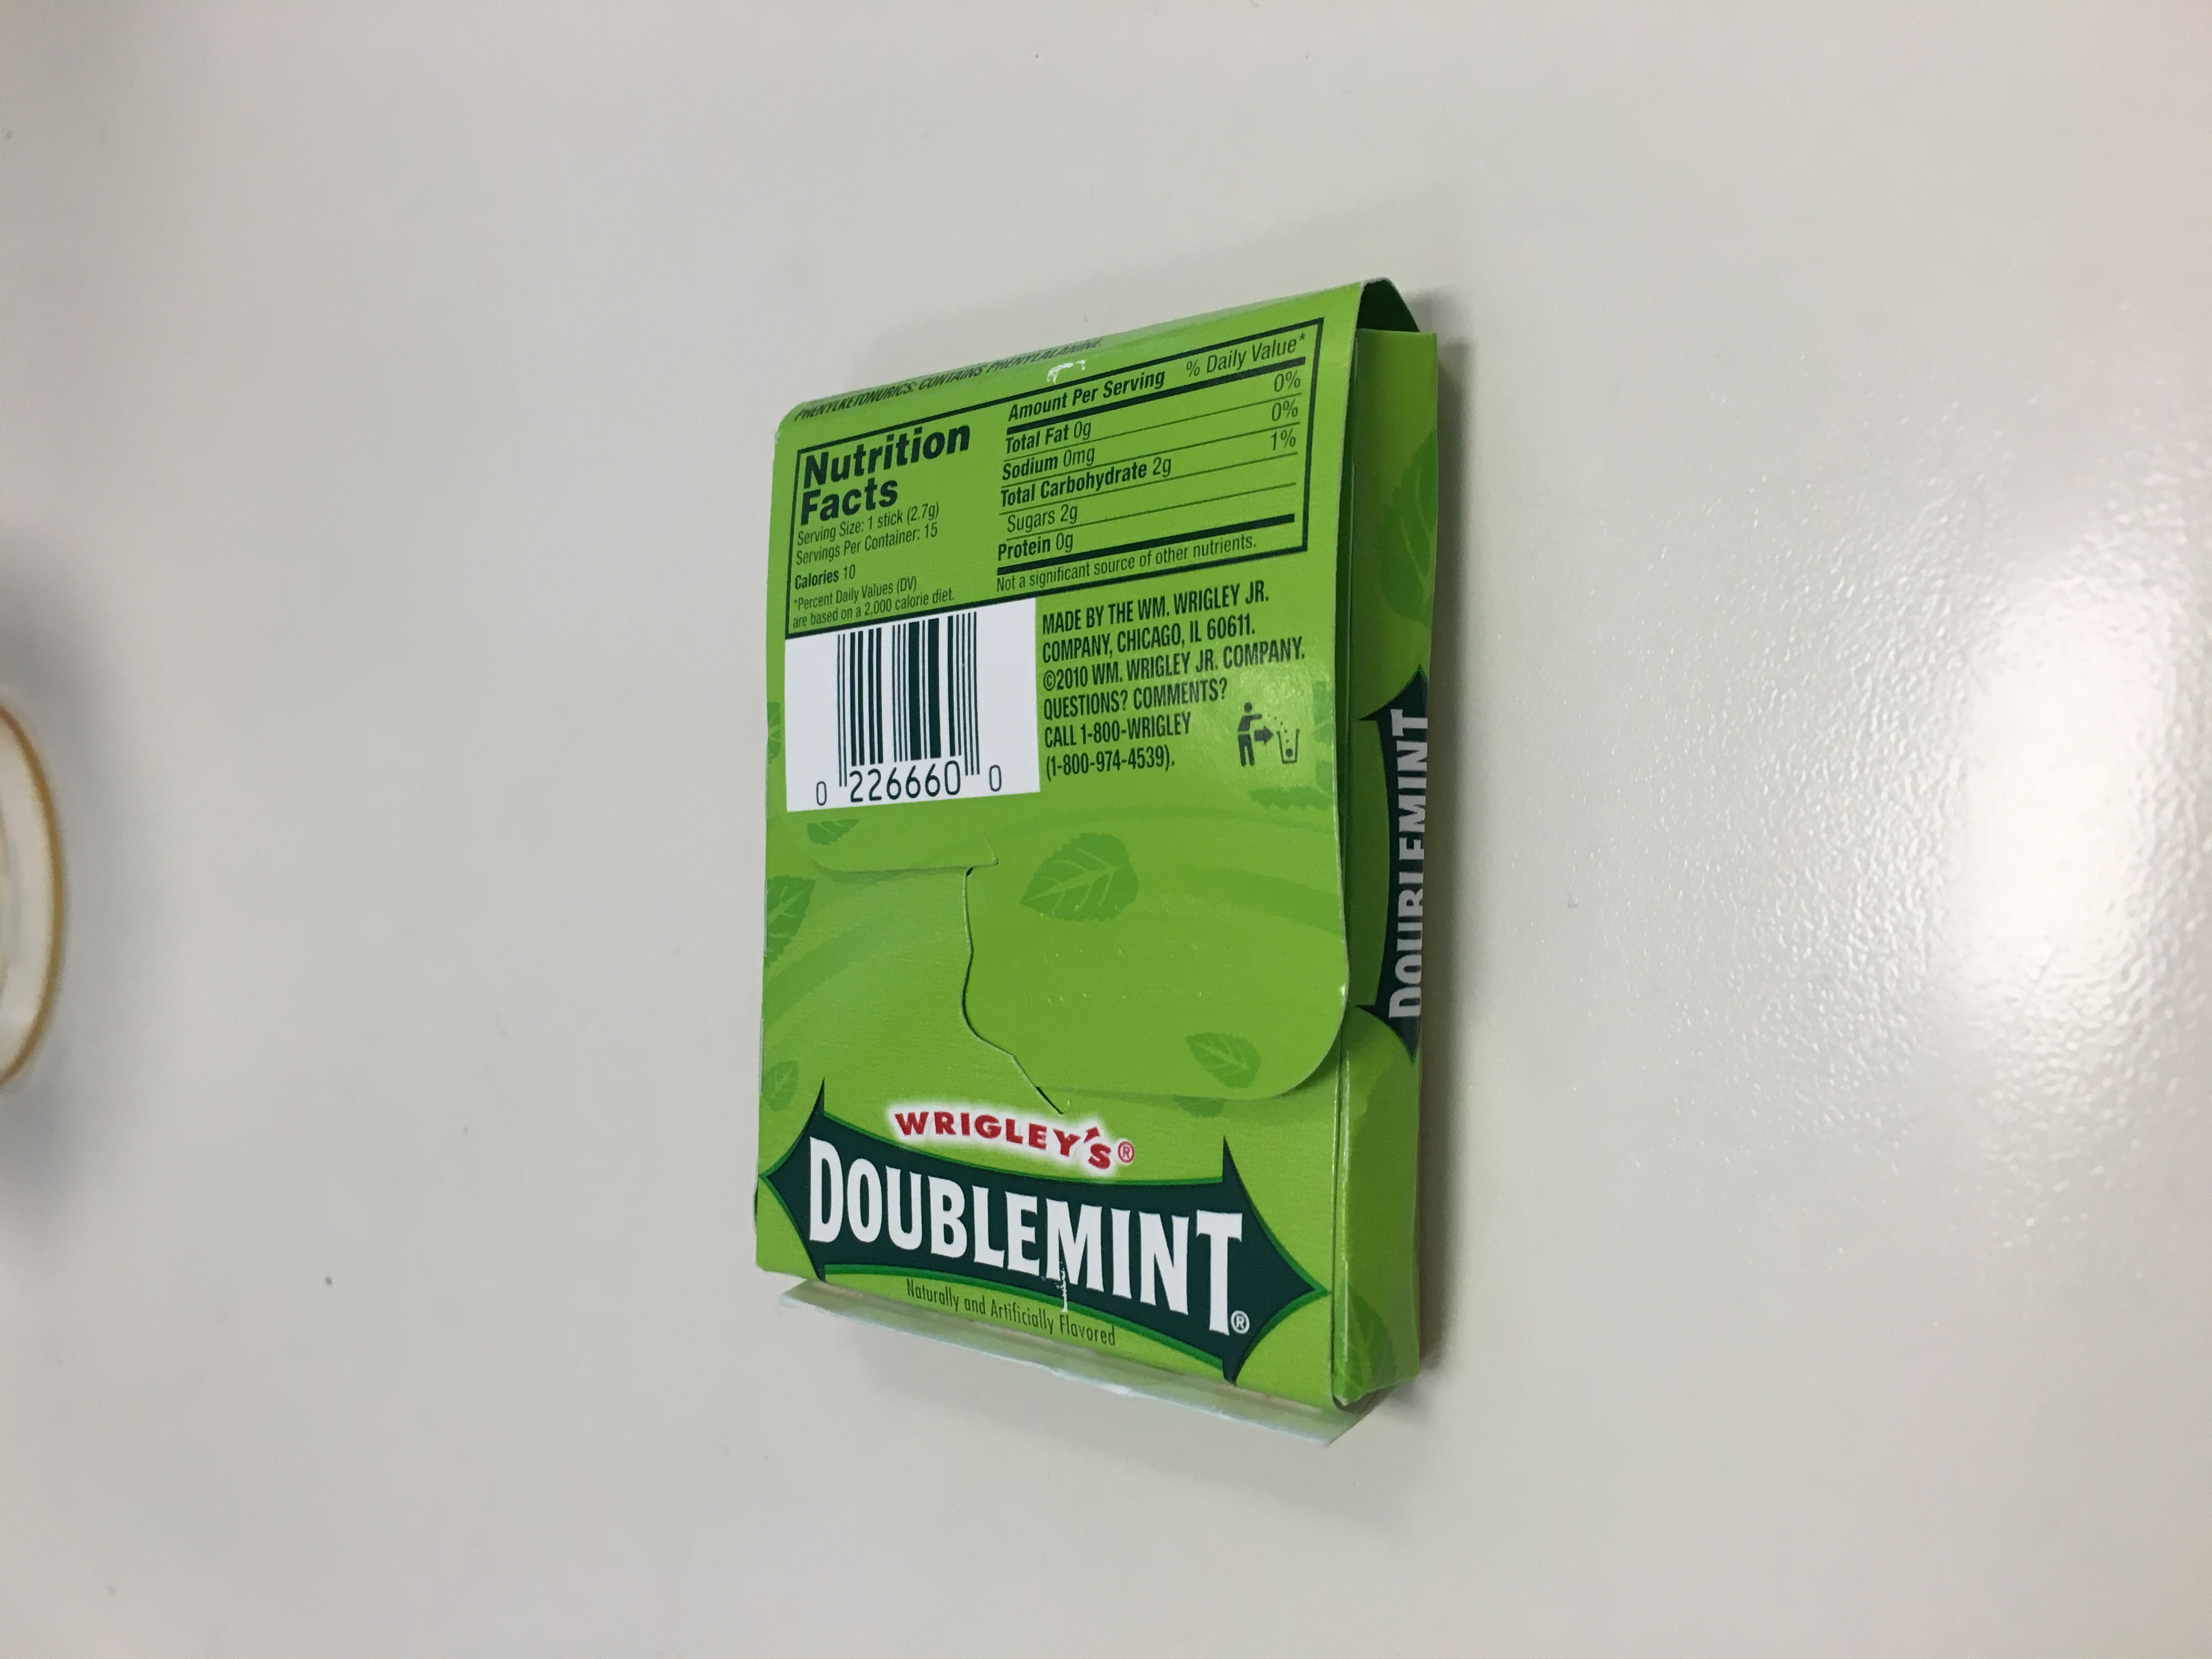 WRIGLEY'S®
DOUBLEMINT®
Naturally and Artificially Flavored
Nutrition
Facts
Serving Size: 1 stick (2.7g)
Servings Per Container: 15
Calories 10
*Percent Daily Values (DV)
are based on a 2,000 calorie diet.
Amount Per Serving % Daily Value*
Total Fat 0g 0%
Sodium 0mg 0%
Total Carbohydrate 2g 1%
Sugars 2g
Protein 0g
Not a significant source of other nutrients.
0 226660 0
MADE BY THE WM. WRIGLEY JR.
COMPANY, CHICAGO, IL 60611.
©2010 WM. WRIGLEY JR. COMPANY.
QUESTIONS? COMMENTS?
CALL 1-800-WRIGLEY
(1-800-974-4539).
PHENYLKETONURICS: CONTAINS PHENYLALANINE
DOUBLEMINT